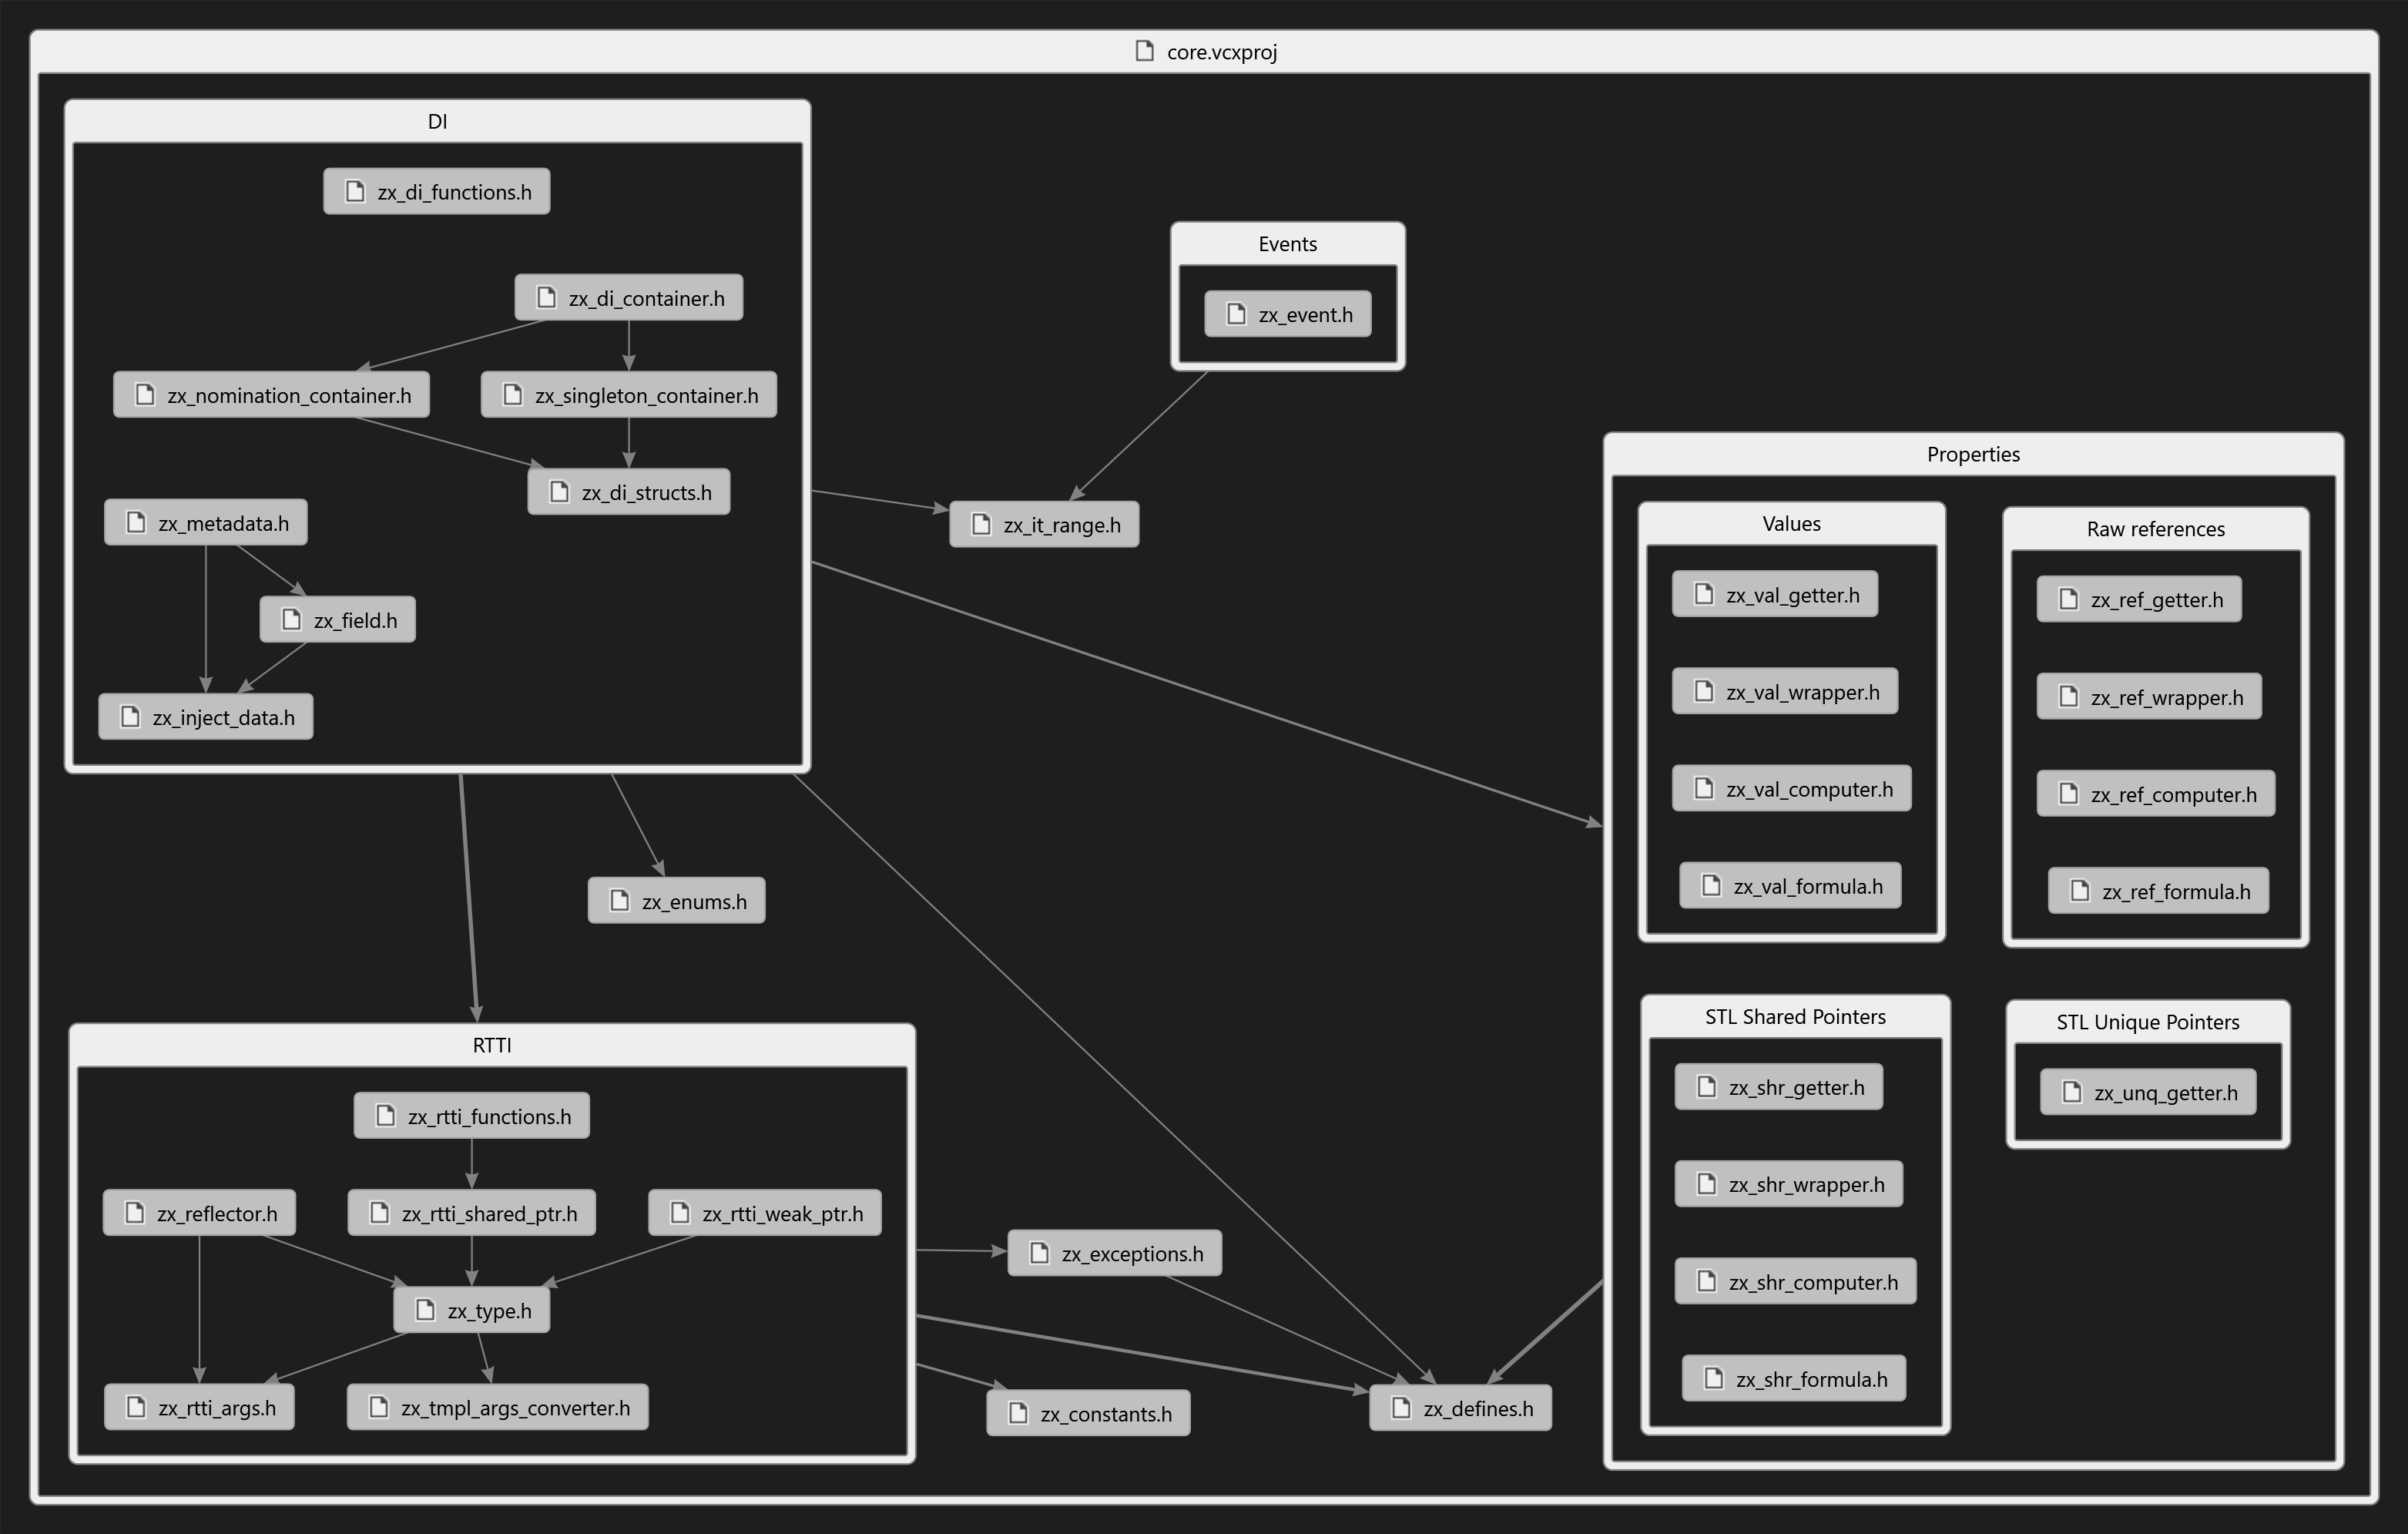 core.vcxproj
DI
zx_di_functions.h
zx_di_container.h
zx_nomination_container.h
zx_singleton_container.h
zx_di_structs.h
zx_metadata.h
zx_field.h
zx_inject_data.h
Events
zx_event.h
zx_it_range.h
Properties
Values
zx_val_getter.h
zx_val_wrapper.h
zx_val_computer.h
zx_val_formula.h
Raw references
zx_ref_getter.h
zx_ref_wrapper.h
zx_ref_computer.h
zx_ref_formula.h
STL Shared Pointers
zx_shr_getter.h
zx_shr_wrapper.h
zx_shr_computer.h
zx_shr_formula.h
STL Unique Pointers
zx_unq_getter.h
zx_enums.h
RTTI
zx_rtti_functions.h
zx_reflector.h
zx_rtti_shared_ptr.h
zx_rtti_weak_ptr.h
zx_type.h
zx_rtti_args.h
zx_tmpl_args_converter.h
zx_exceptions.h
zx_constants.h
zx_defines.h